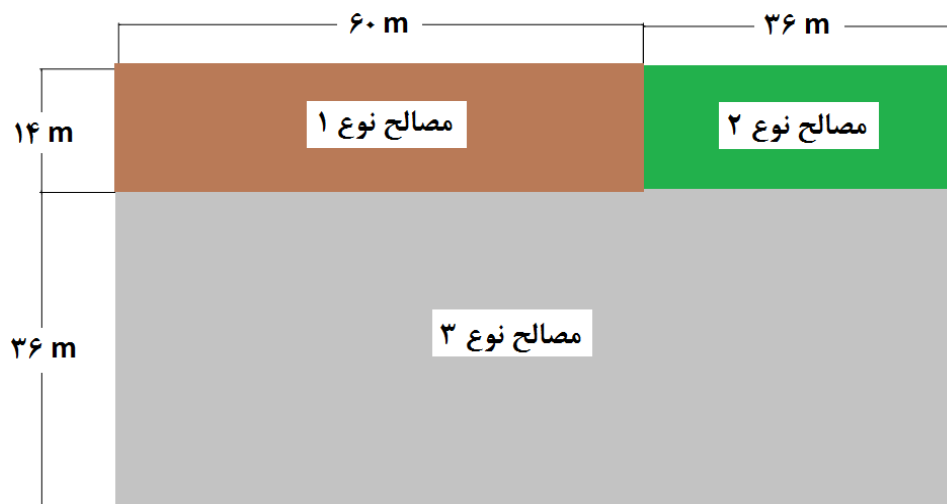 ۶۰ m
۳۶ m
۱۴ m
مصالح نوع ۱
مصالح نوع ۲
۳۶ m
مصالح نوع ۳